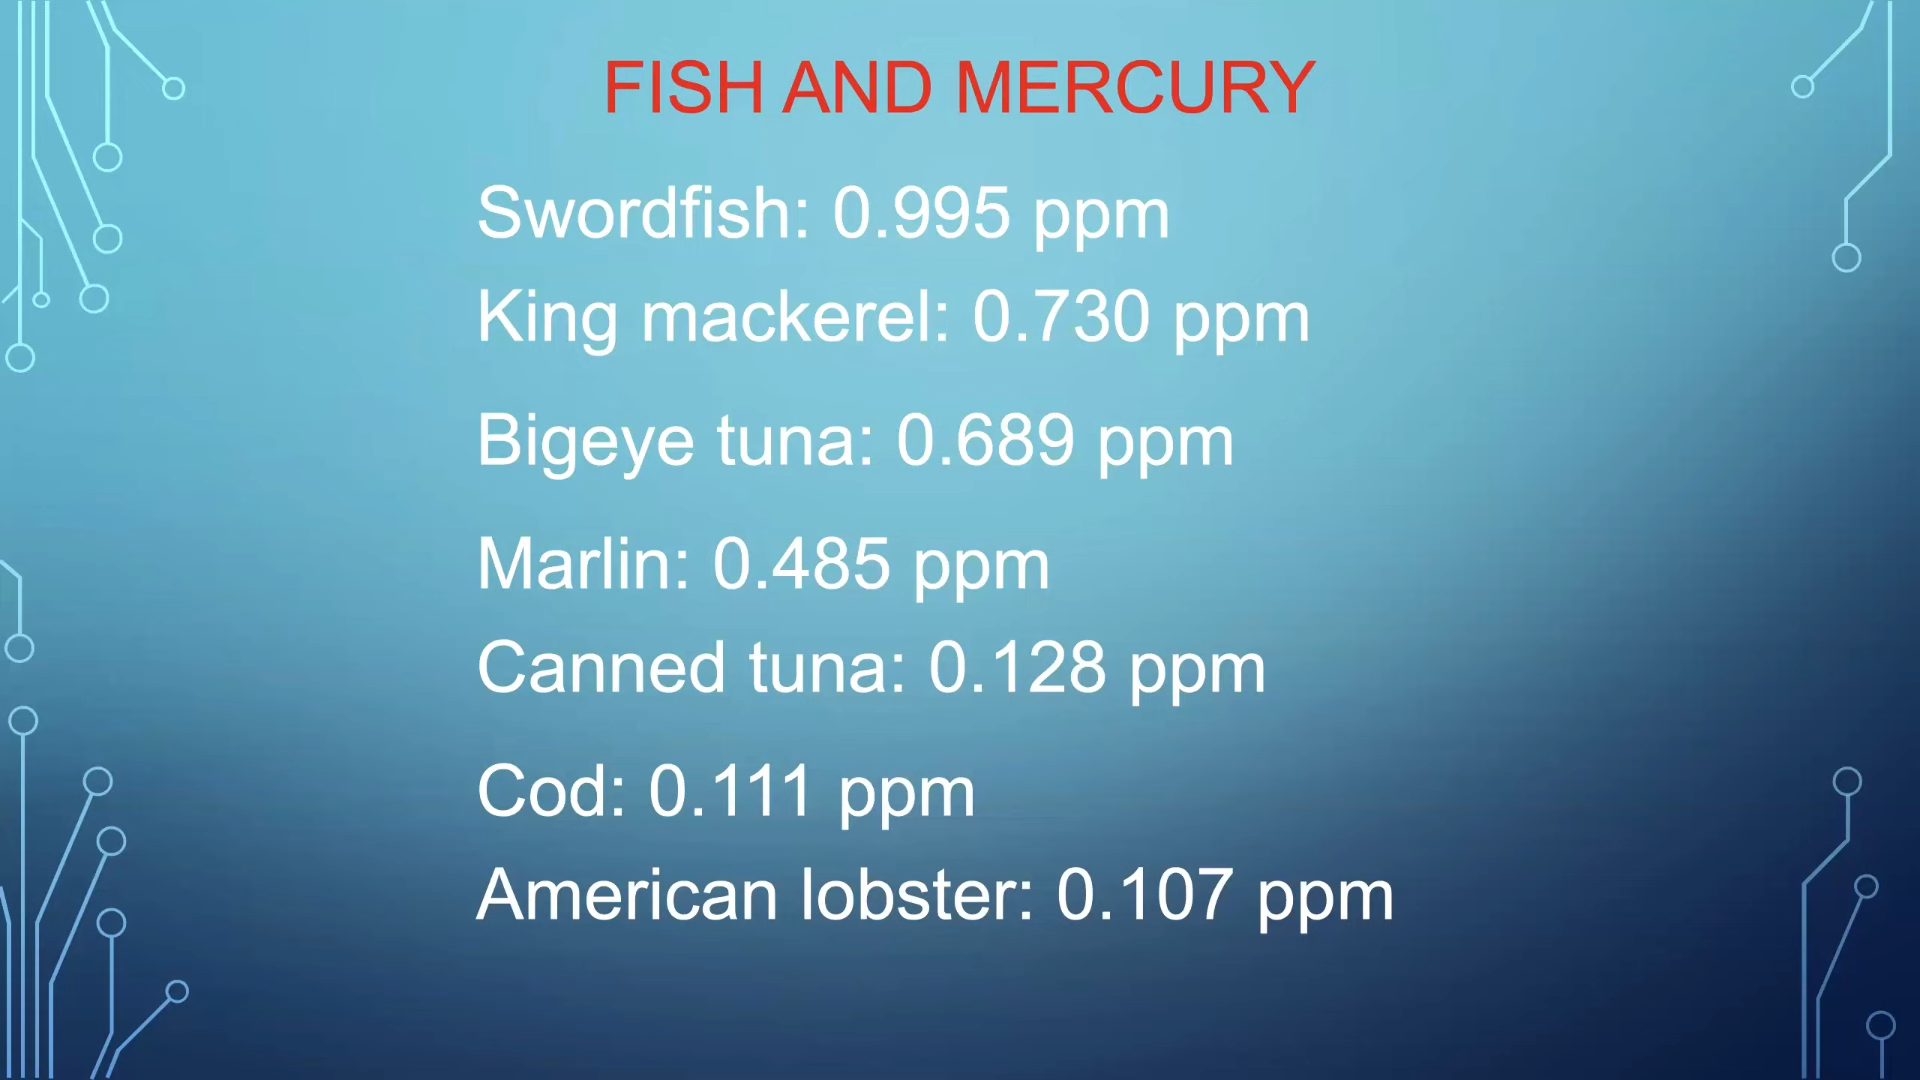 FISH AND MERCURY
Swordfish: 0.995 ppm
King mackerel: 0.730 ppm
Bigeye tuna: 0.689 ppm
Marlin: 0.485 ppm
Canned tuna: 0.128 ppm
Cod: 0.111 ppm
American lobster: 0.107 ppm